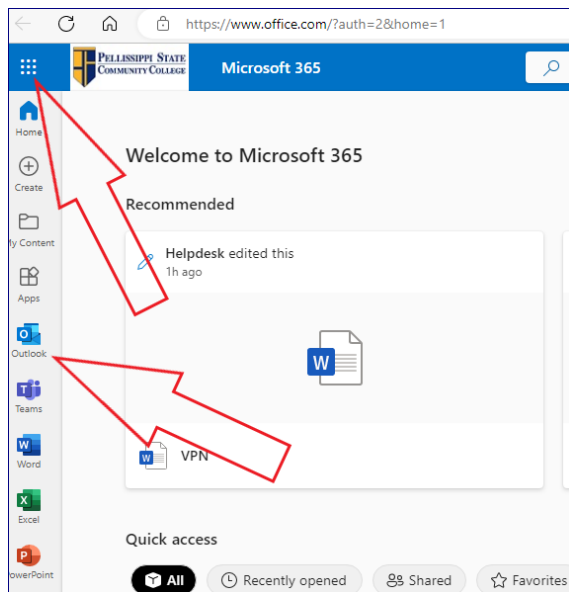 https://www.office.com/?auth=2&home=1
PELLISSIPPI STATE
COMMUNITY COLLEGE
Microsoft 365
Home
Create
My Content
Apps
Outlook
Teams
Word
Excel
PowerPoint
Welcome to Microsoft 365
Recommended
Helpdesk edited this
1h ago
W
W VPN
Quick access
All
Recently opened
Shared
Favorites